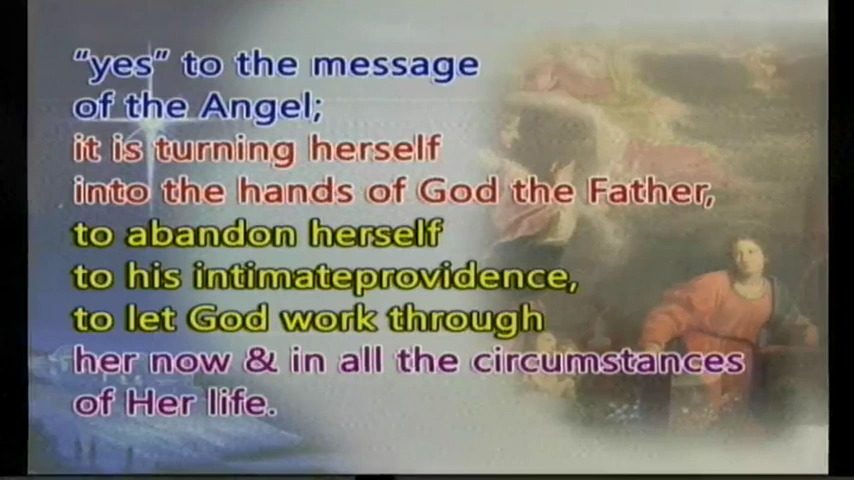 “yes” to the message
of the Angel;
it is turning herself
into the hands of God the Father,
to abandon herself
to his intimateprovidence,
to let God work through
her now & in all the circumstances
of Her life.